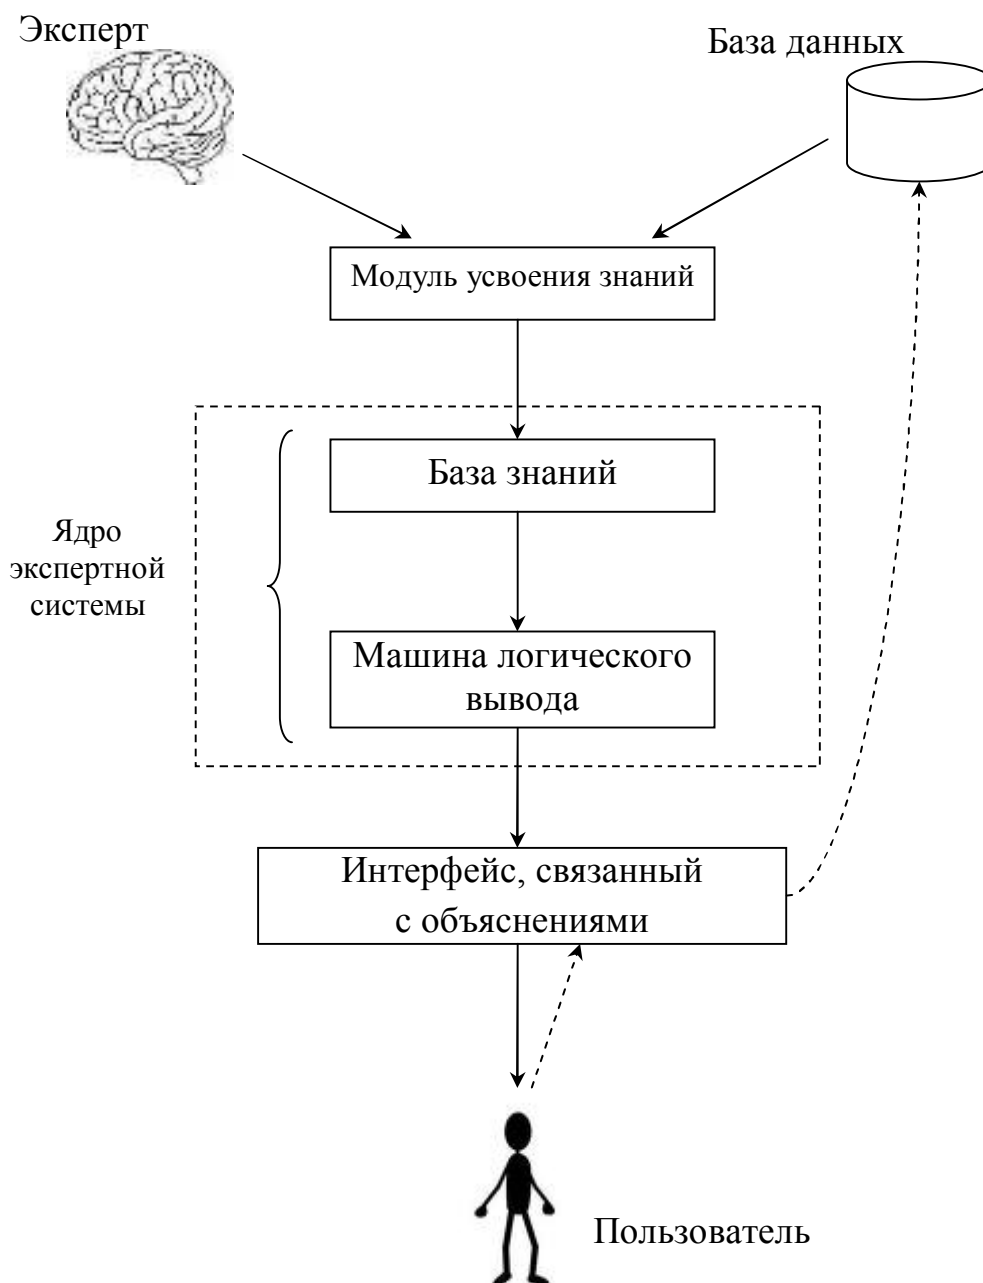 Эксперт
База данных
Модуль усвоения знаний
База знаний
Ядро
экспертной
системы
Машина логического
вывода
Интерфейс, связанный
с объяснениями
Пользователь